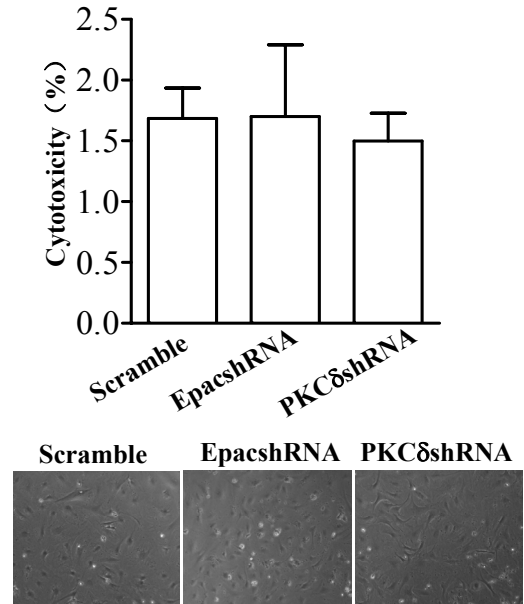 Cytotoxicity（%）
2.5
2.0
1.5
1.0
0.5
0.0
Scramble
EpacshRNA
PKCδshRNA
Scramble EpacshRNA PKCδshRNA